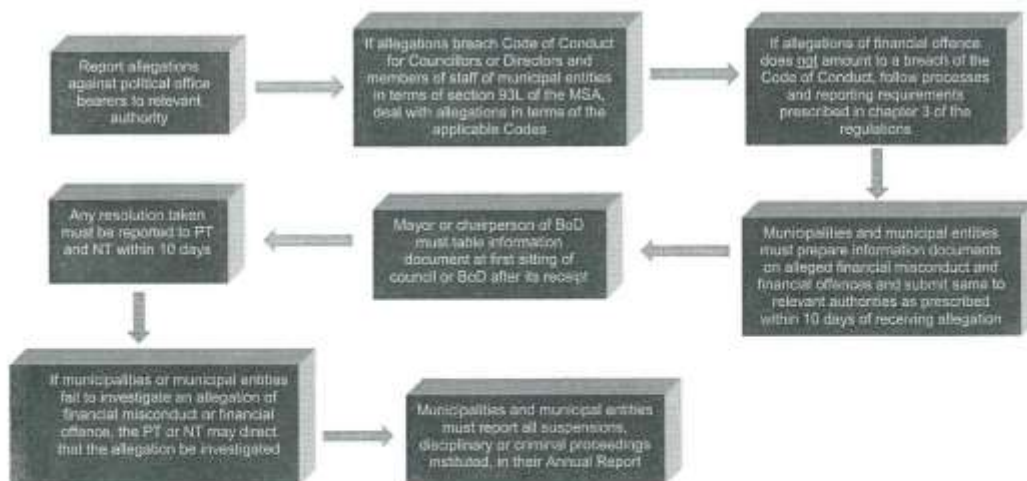 Report allegations
against political office
bearers to relevant
authority
If allegations breach Code of Conduct
for Councillors or Directors and
members of staff of municipal entities
in terms of section 93L of the MSA,
deal with allegations in terms of the
applicable Codes
If allegations of financial offence
does not amount to a breach of the
Code of Conduct, follow processes
and reporting requirements
prescribed in chapter 3 of the
regulations
Municipalities and municipal entities
must prepare information documents
on alleged financial misconduct and
financial offences and submit same to
relevant authorities as prescribed
within 10 days of receiving allegation
Mayor or chairperson of BoD
must table information
document at first sitting of
council or BoD after its receipt
Any resolution taken
must be reported to PT
and NT within 10 days
If municipalities or municipal entities
fail to investigate an allegation of
financial misconduct or financial
offence, the PT or NT may direct
that the allegation be investigated
Municipalities and municipal entities
must report all suspensions,
disciplinary or criminal proceedings
instituted, in their Annual Report